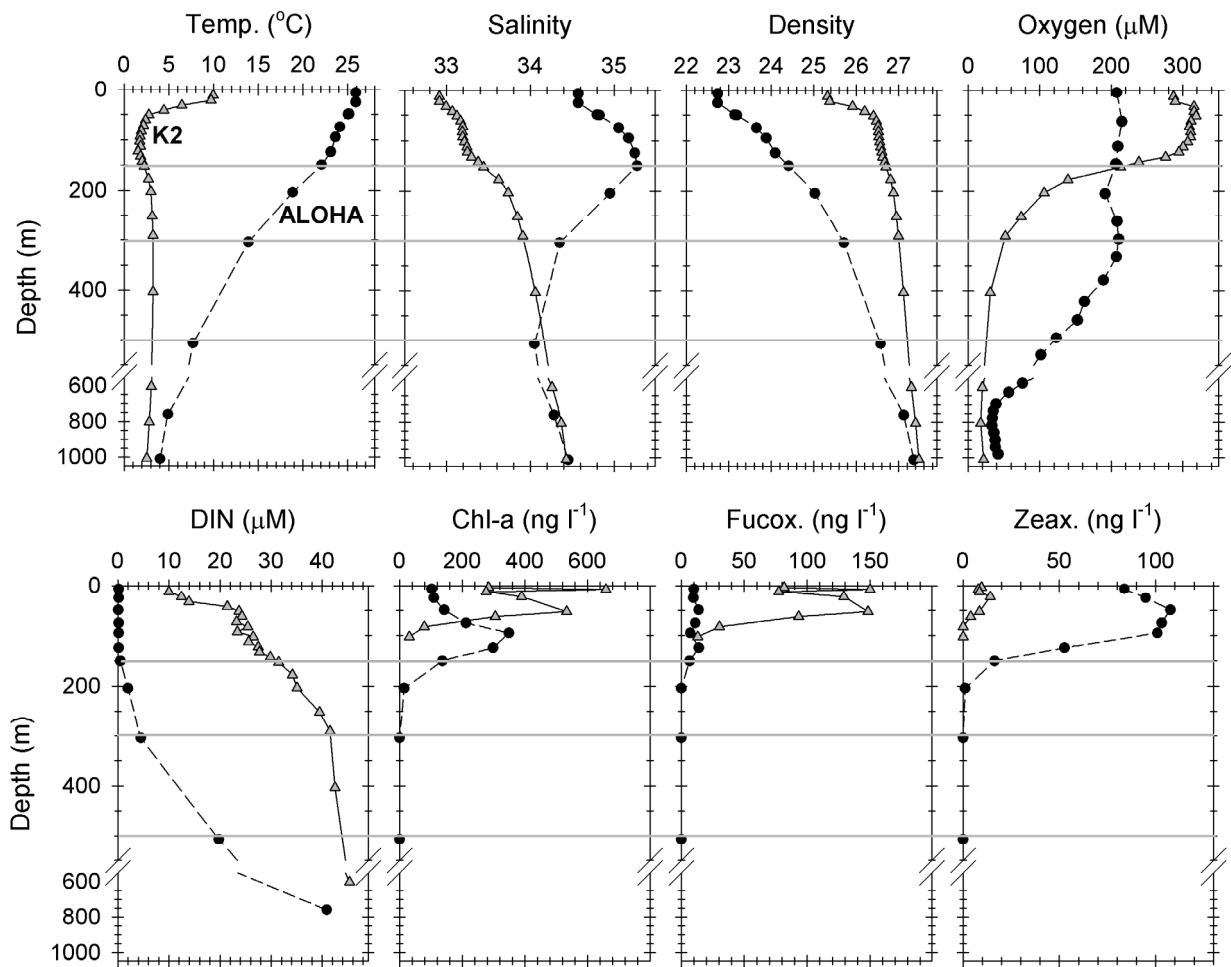 Temp. (°C) Salinity Density Oxygen (μM)
0 5 10 15 20 25 33 34 35 22 23 24 25 26 27 0 100 200 300
0
K2
200
ALOHA
400
600
800
1000
Depth (m)
DIN (μM) Chl-a (ng l⁻¹) Fucox. (ng l⁻¹) Zeax. (ng l⁻¹)
0 10 20 30 40 0 200 400 600 0 50 100 150 0 50 100
0
200
400
600
800
1000
Depth (m)